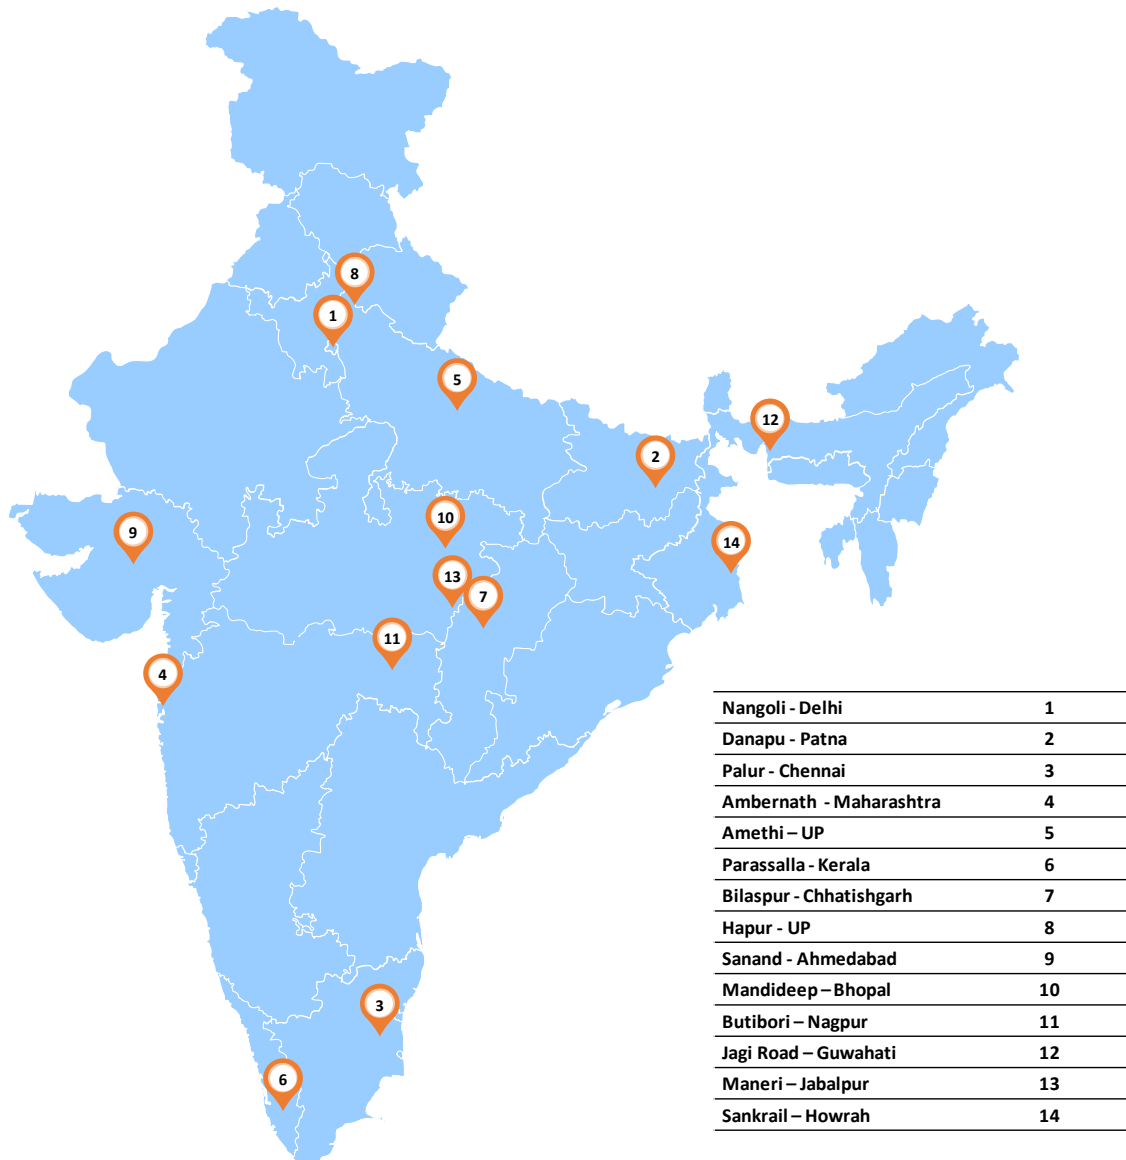 8
1
5
12
2
10
9
14
13
7
11
4
3
6
Nangoli - Delhi 1
Danapu - Patna 2
Palur - Chennai 3
Ambernath - Maharashtra 4
Amethi – UP 5
Parassalla - Kerala 6
Bilaspur - Chhatishgarh 7
Hapur - UP 8
Sanand - Ahmedabad 9
Mandideep – Bhopal 10
Butibori – Nagpur 11
Jagi Road – Guwahati 12
Maneri – Jabalpur 13
Sankrail – Howrah 14